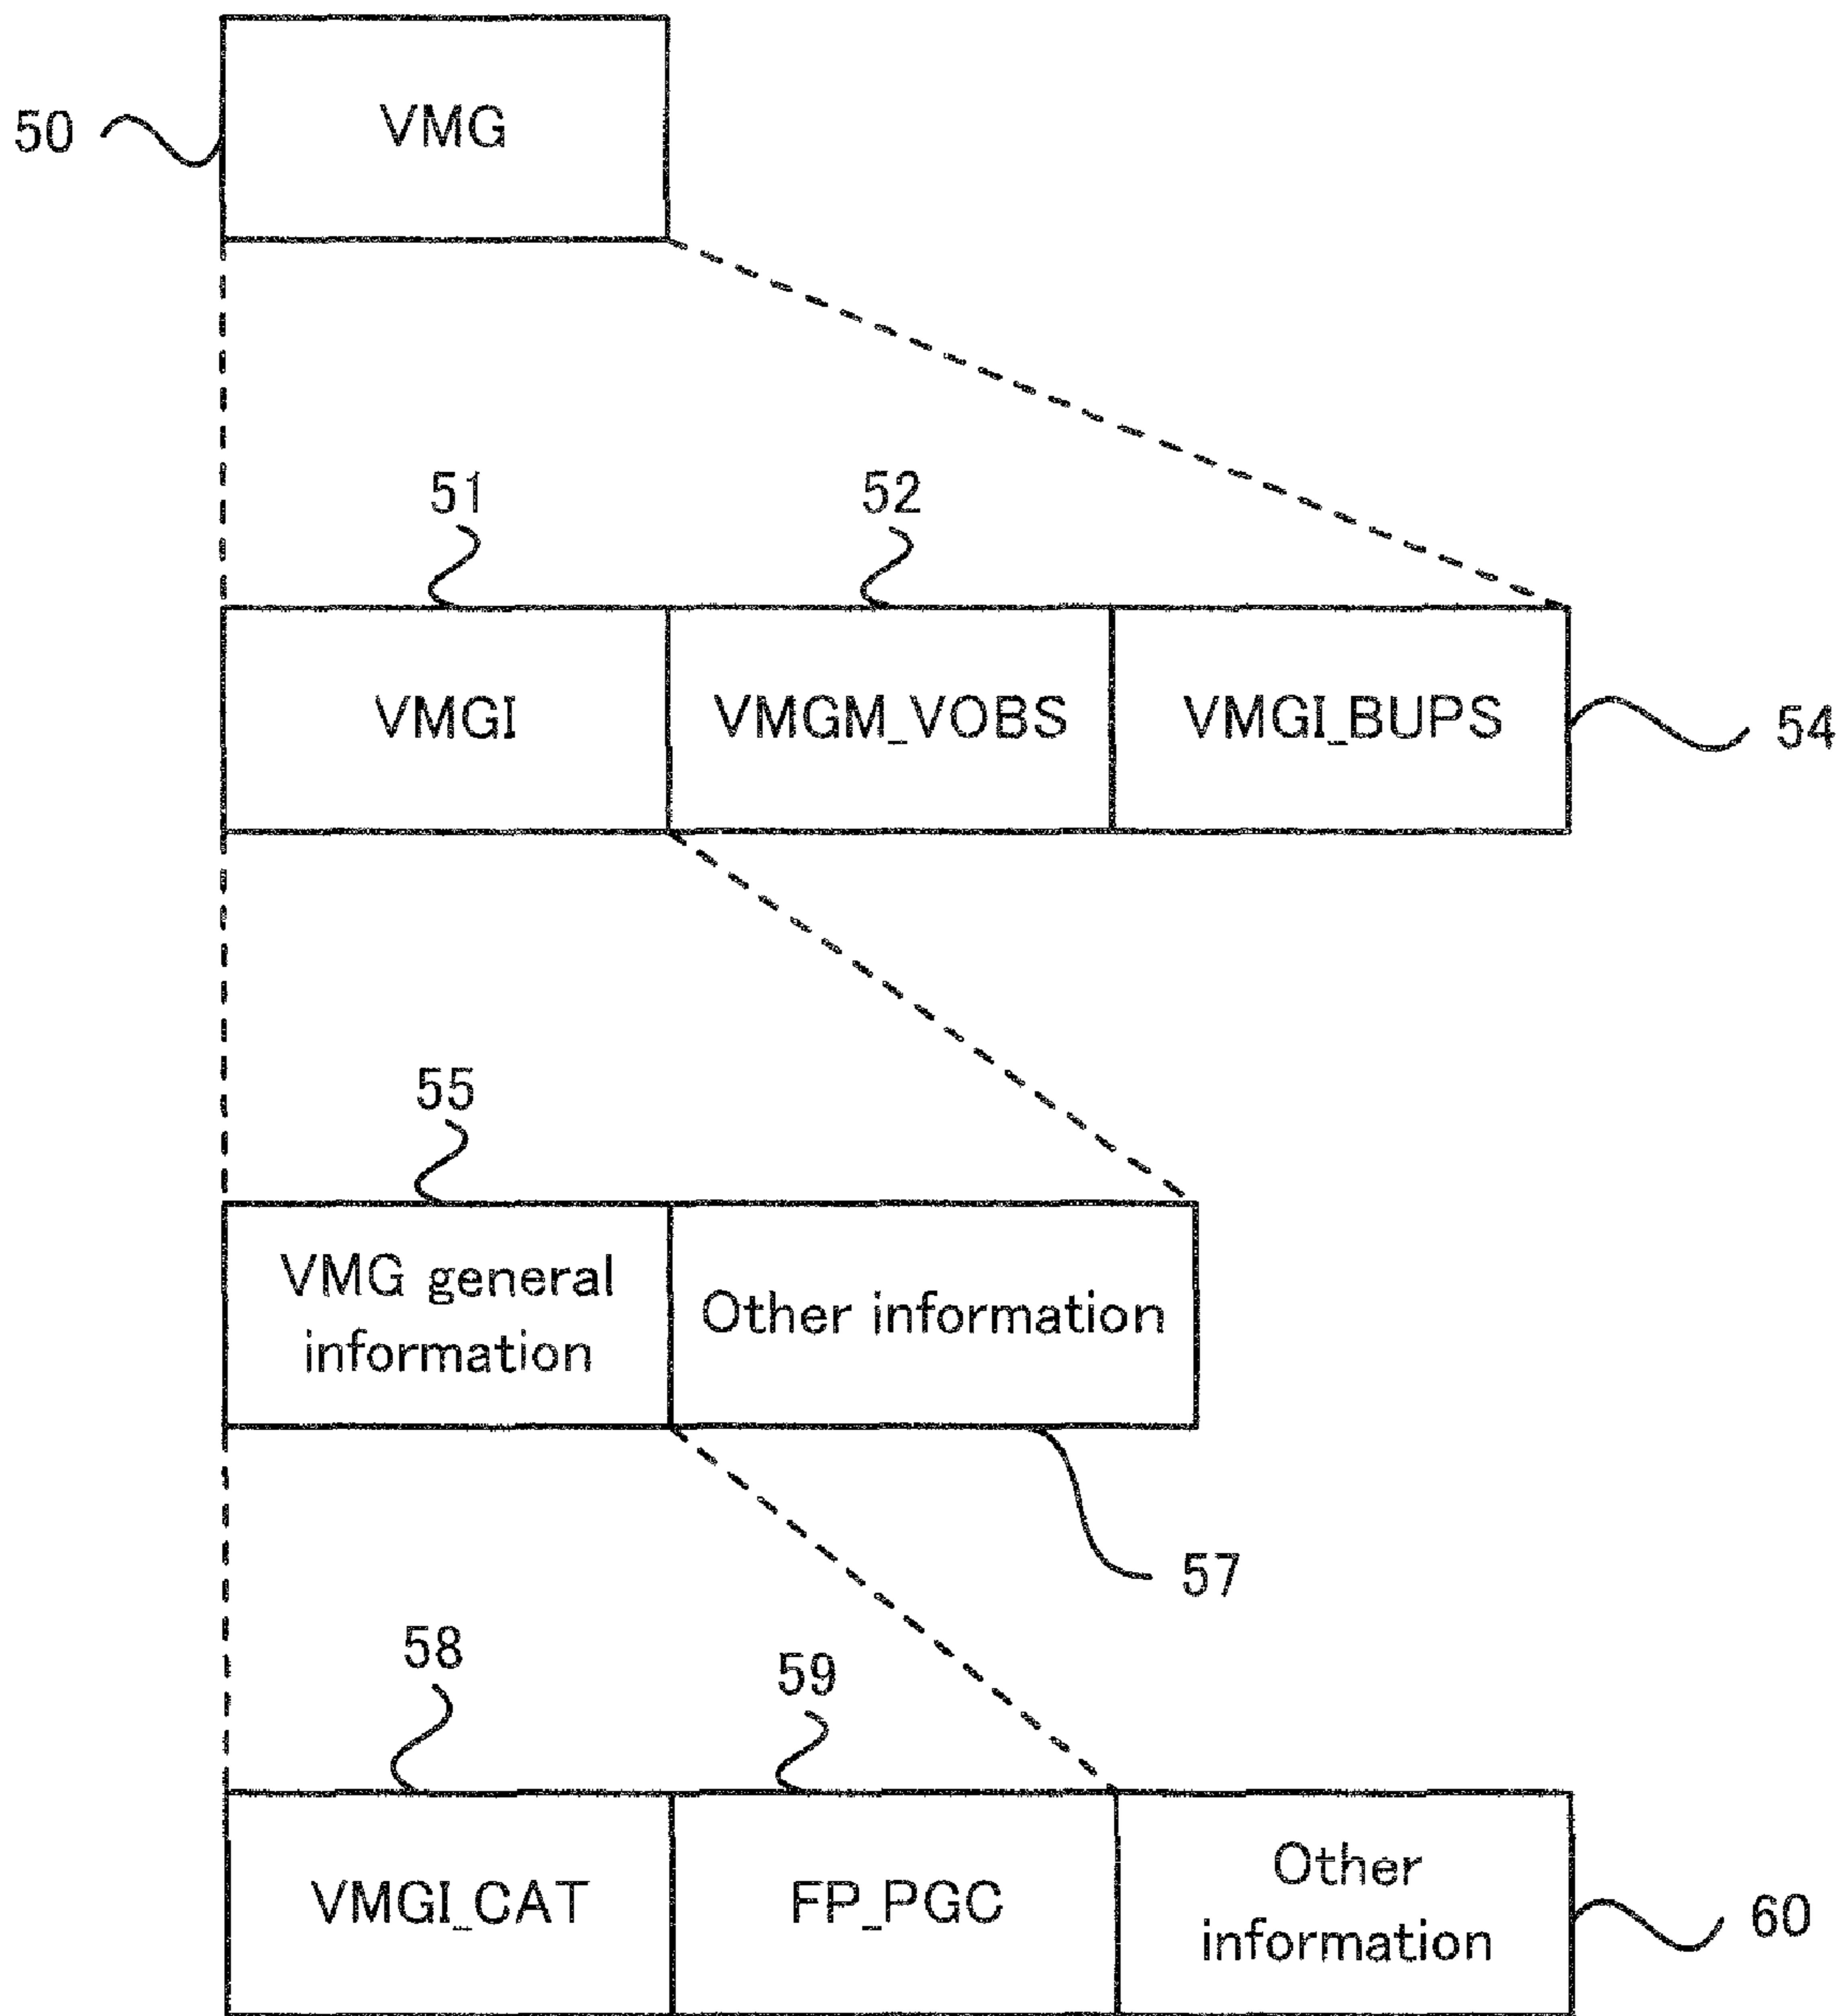 50
VMG
51
52
VMGI
VMGM_VOBS
VMGI_BUPS
54
55
VMG general
information
Other information
57
58
59
VMGI_CAT
FP_PGC
Other
information
60